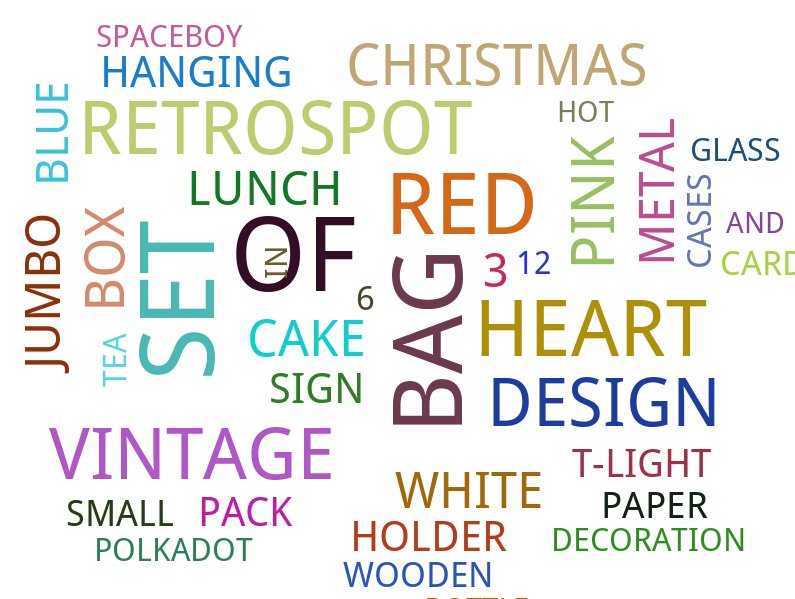 SPACEBOY
HANGING
CHRISTMAS
BLUE
RETROSPOT
HOT
PINK
METAL
GLASS
LUNCH
RED
CASES
AND
JUMBO
BOX
SET
OF
IN
BAG
3
12
CARD
6
HEART
TEA
CAKE
SIGN
DESIGN
VINTAGE
T-LIGHT
WHITE
SMALL
PACK
PAPER
HOLDER
DECORATION
POLKADOT
WOODEN